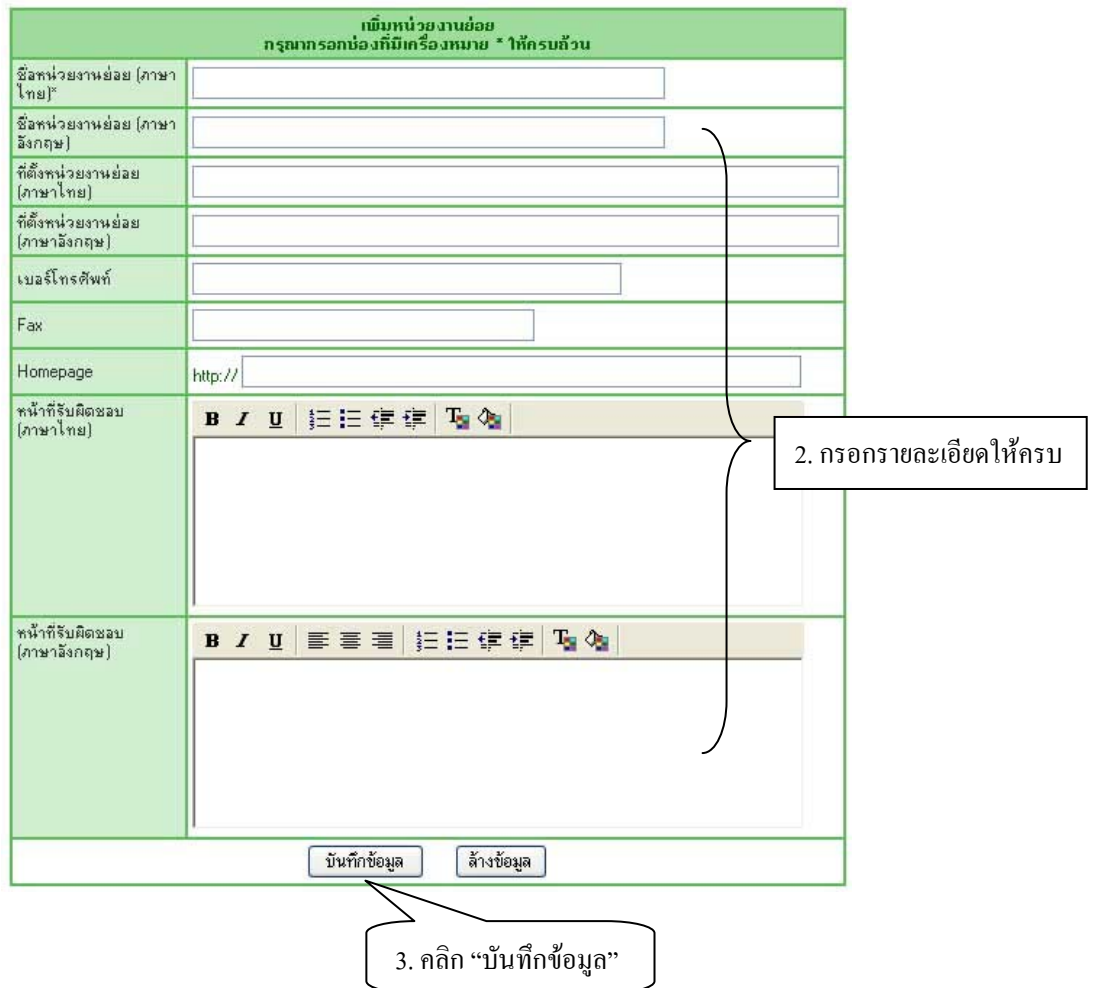 เพิ่มหน่วยงานย่อย
กรุณากรอกช่องที่มีเครื่องหมาย * ให้ครบถ้วน
ชื่อหน่วยงานย่อย (ภาษา
ไทย)*
ชื่อหน่วยงานย่อย (ภาษา
อังกฤษ)
ที่ตั้งหน่วยงานย่อย
(ภาษาไทย)
ที่ตั้งหน่วยงานย่อย
(ภาษาอังกฤษ)
เบอร์โทรศัพท์
Fax
Homepage
http://
หน้าที่รับผิดชอบ
(ภาษาไทย)
B I U
2. กรอกรายละเอียดให้ครบ
หน้าที่รับผิดชอบ
(ภาษาอังกฤษ)
B I U
บันทึกข้อมูล ล้างข้อมูล
3. คลิก “บันทึกข้อมูล”